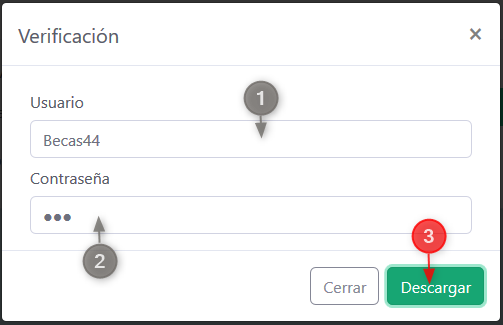 Verificación ×
Usuario
1
Becas44
Contraseña
●●●
2
3
Cerrar Descargar